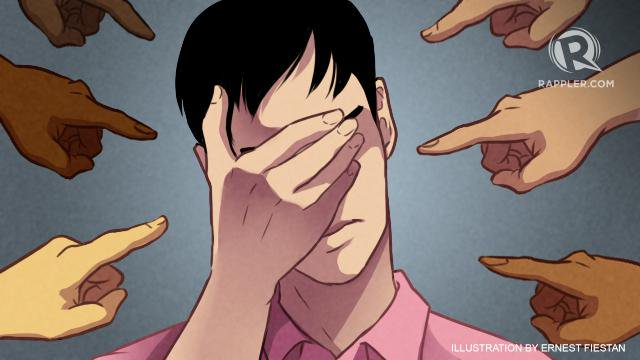 R
RAPPLER.COM
ILLUSTRATION BY ERNEST FIESTAN